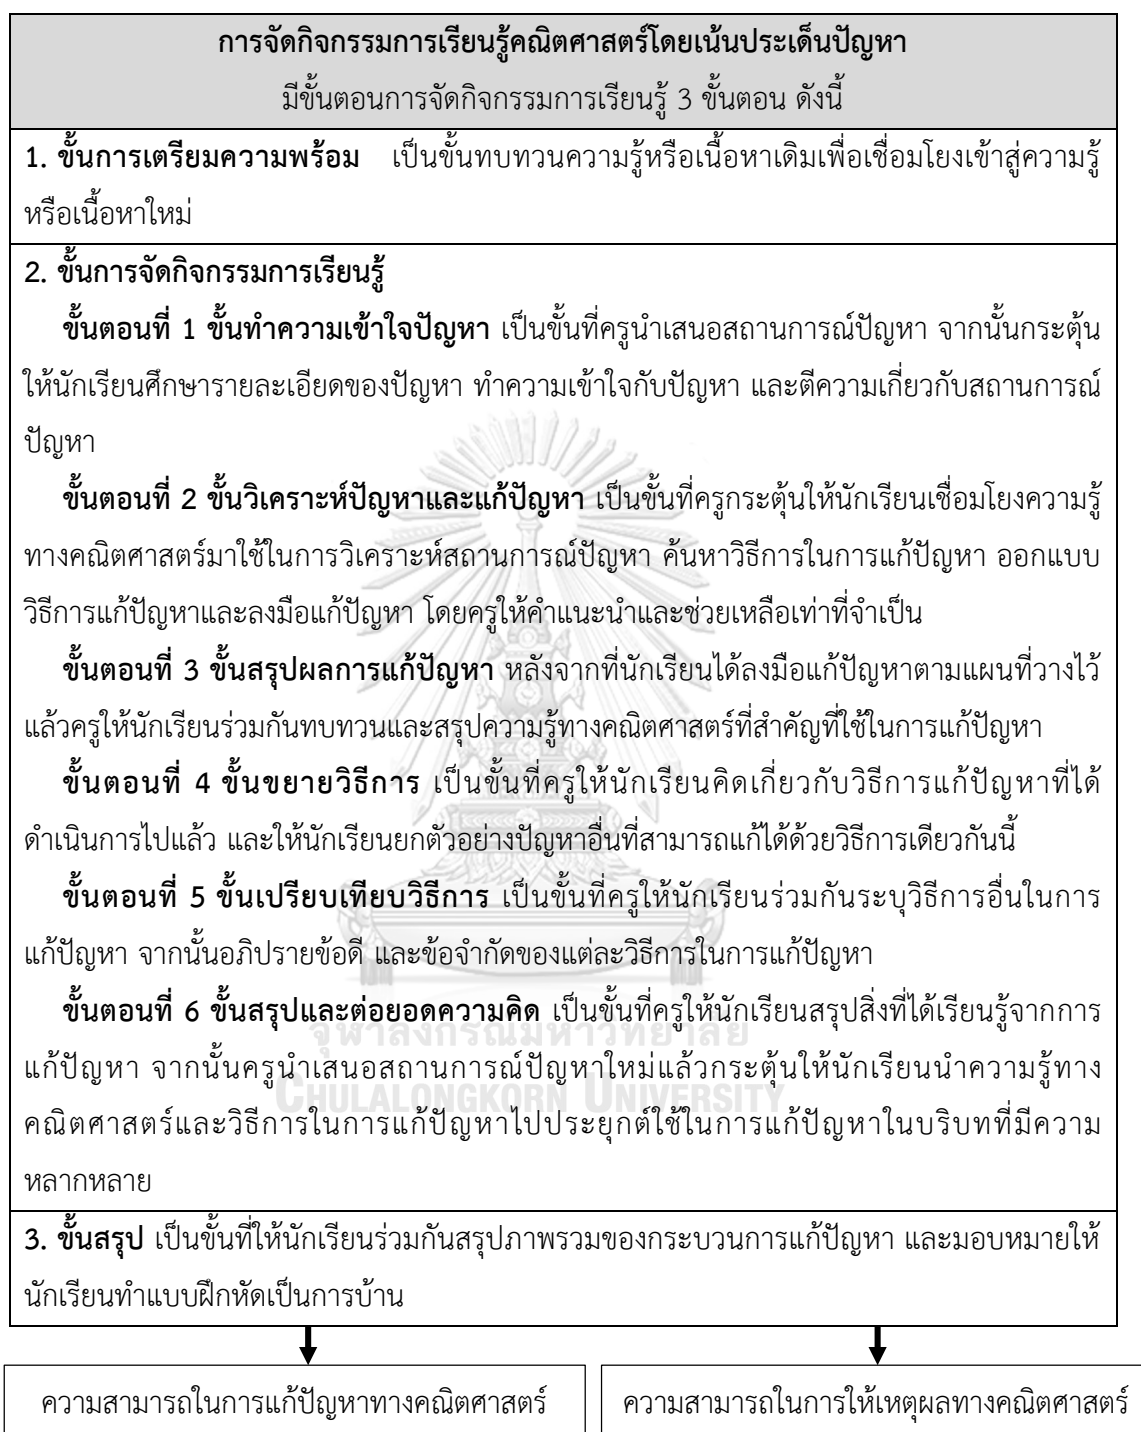 การจัดกิจกรรมการเรียนรู้คณิตศาสตร์โดยเน้นประเด็นปัญหา
มีขั้นตอนการจัดกิจกรรมการเรียนรู้ 3 ขั้นตอน ดังนี้
1. ขั้นการเตรียมความพร้อม เป็นขั้นทบทวนความรู้หรือเนื้อหาเดิมเพื่อเชื่อมโยงเข้าสู่ความรู้
หรือเนื้อหาใหม่
2. ขั้นการจัดกิจกรรมการเรียนรู้
ขั้นตอนที่ 1 ขั้นทำความเข้าใจปัญหา เป็นขั้นที่ครูนำเสนอสถานการณ์ปัญหา จากนั้นกระตุ้น
ให้นักเรียนศึกษารายละเอียดของปัญหา ทำความเข้าใจกับปัญหา และตีความเกี่ยวกับสถานการณ์
ปัญหา
ขั้นตอนที่ 2 ขั้นวิเคราะห์ปัญหาและแก้ปัญหา เป็นขั้นที่ครูกระตุ้นให้นักเรียนเชื่อมโยงความรู้
ทางคณิตศาสตร์มาใช้ในการวิเคราะห์สถานการณ์ปัญหา ค้นหาวิธีการในการแก้ปัญหา ออกแบบ
วิธีการแก้ปัญหาและลงมือแก้ปัญหา โดยครูให้คำแนะนำและช่วยเหลือเท่าที่จำเป็น
ขั้นตอนที่ 3 ขั้นสรุปผลการแก้ปัญหา หลังจากที่นักเรียนได้ลงมือแก้ปัญหาตามแผนที่วางไว้
แล้วครูให้นักเรียนร่วมกันทบทวนและสรุปความรู้ทางคณิตศาสตร์ที่สำคัญที่ใช้ในการแก้ปัญหา
ขั้นตอนที่ 4 ขั้นขยายวิธีการ เป็นขั้นที่ครูให้นักเรียนคิดเกี่ยวกับวิธีการแก้ปัญหาที่ได้
ดำเนินการไปแล้ว และให้นักเรียนยกตัวอย่างปัญหาอื่นที่สามารถแก้ได้ด้วยวิธีการเดียวกันนี้
ขั้นตอนที่ 5 ขั้นเปรียบเทียบวิธีการ เป็นขั้นที่ครูให้นักเรียนร่วมกันระบุวิธีการอื่นในการ
แก้ปัญหา จากนั้นอภิปรายข้อดี และข้อจำกัดของแต่ละวิธีการในการแก้ปัญหา
ขั้นตอนที่ 6 ขั้นสรุปและต่อยอดความคิด เป็นขั้นที่ครูให้นักเรียนสรุปสิ่งที่ได้เรียนรู้จากการ
จุฬาลงกรณ์มหาวิทยาลัย
แก้ปัญหา จากนั้นครูนำเสนอสถานการณ์ปัญหาใหม่แล้วกระตุ้นให้นักเรียนนำความรู้ทาง
CHULALONGKORN UNIVERSITY
คณิตศาสตร์และวิธีการในการแก้ปัญหาไปประยุกต์ใช้ในการแก้ปัญหาในบริบทที่มีความ
หลากหลาย
3. ขั้นสรุป เป็นขั้นที่ให้นักเรียนร่วมกันสรุปภาพรวมของกระบวนการแก้ปัญหา และมอบหมายให้
นักเรียนทำแบบฝึกหัดเป็นการบ้าน
ความสามารถในการแก้ปัญหาทางคณิตศาสตร์
ความสามารถในการให้เหตุผลทางคณิตศาสตร์